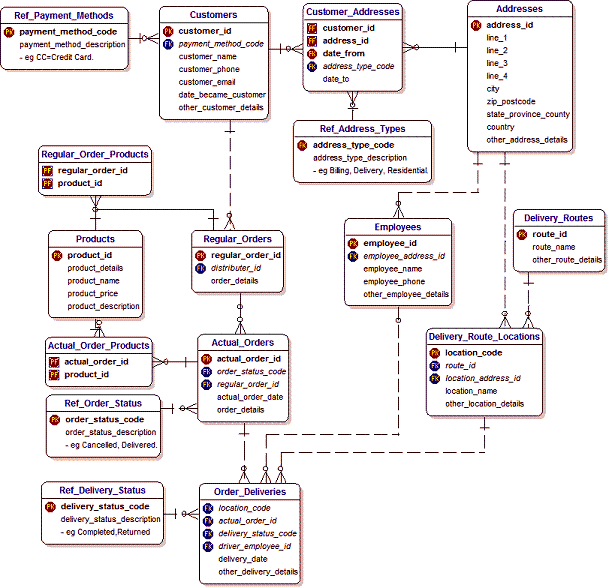 Ref_Payment_Methods
PK payment_method_code
payment_method_description
- eg CC=Credit Card.
Customers
PK customer_id
FK payment_method_code
customer_name
customer_phone
customer_email
date_became_customer
other_customer_details
Customer_Addresses
PF customer_id
PF address_id
PK date_from
FK address_type_code
date_to
Addresses
PK address_id
line_1
line_2
line_3
line_4
city
zip_postcode
state_province_county
country
other_address_details
Ref_Address_Types
PK address_type_code
address_type_description
- eg Billing, Delivery, Residential.
Regular_Order_Products
PF regular_order_id
PF product_id
Products
PK product_id
product_details
product_name
product_price
product_description
Regular_Orders
PK regular_order_id
FK distributer_id
order_details
Employees
PK employee_id
FK employee_address_id
employee_name
employee_phone
other_employee_details
Delivery_Routes
PK route_id
route_name
other_route_details
Actual_Order_Products
PF actual_order_id
PF product_id
Actual_Orders
PK actual_order_id
FK order_status_code
FK regular_order_id
actual_order_date
order_details
Delivery_Route_Locations
PK location_code
FK route_id
FK location_address_id
location_name
other_location_details
Ref_Order_Status
PK order_status_code
order_status_description
- eg Cancelled, Delivered.
Ref_Delivery_Status
PK delivery_status_code
delivery_status_description
- eg Completed,Returned
Order_Deliveries
FK location_code
FK actual_order_id
FK delivery_status_code
FK driver_employee_id
delivery_date
other_delivery_details